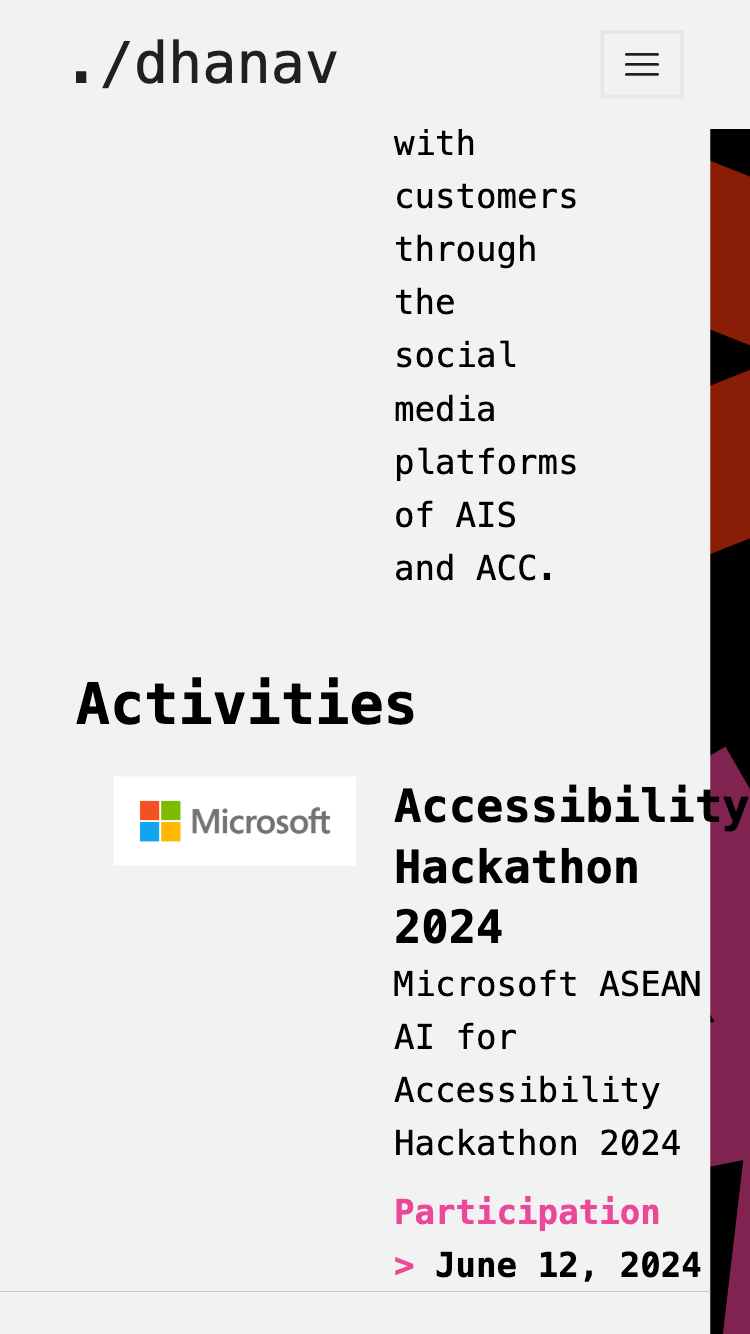 ./dhanav
with
customers
through
the
social
media
platforms
of AIS
and ACC.
Activities
Microsoft
Accessibility
Hackathon
2024
Microsoft ASEAN
AI for
Accessibility
Hackathon 2024
Participation
> June 12, 2024